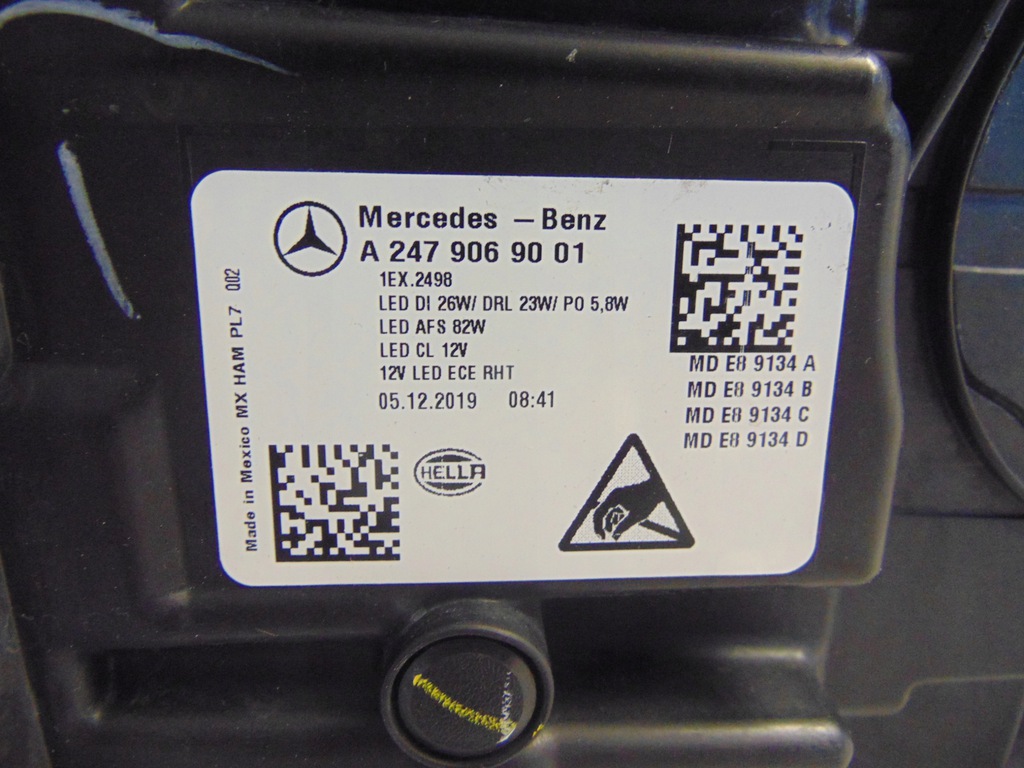 Mercedes – Benz
A 247 906 90 01
1EX.2498
LED DI 26W/ DRL 23W/ PO 5,8W
LED AFS 82W
LED CL 12V
12V LED ECE RHT
05.12.2019 08:41
MD E8 9134 A
MD E8 9134 B
MD E8 9134 C
MD E8 9134 D
HELLA
Made in Mexico MX HAM PL7 002